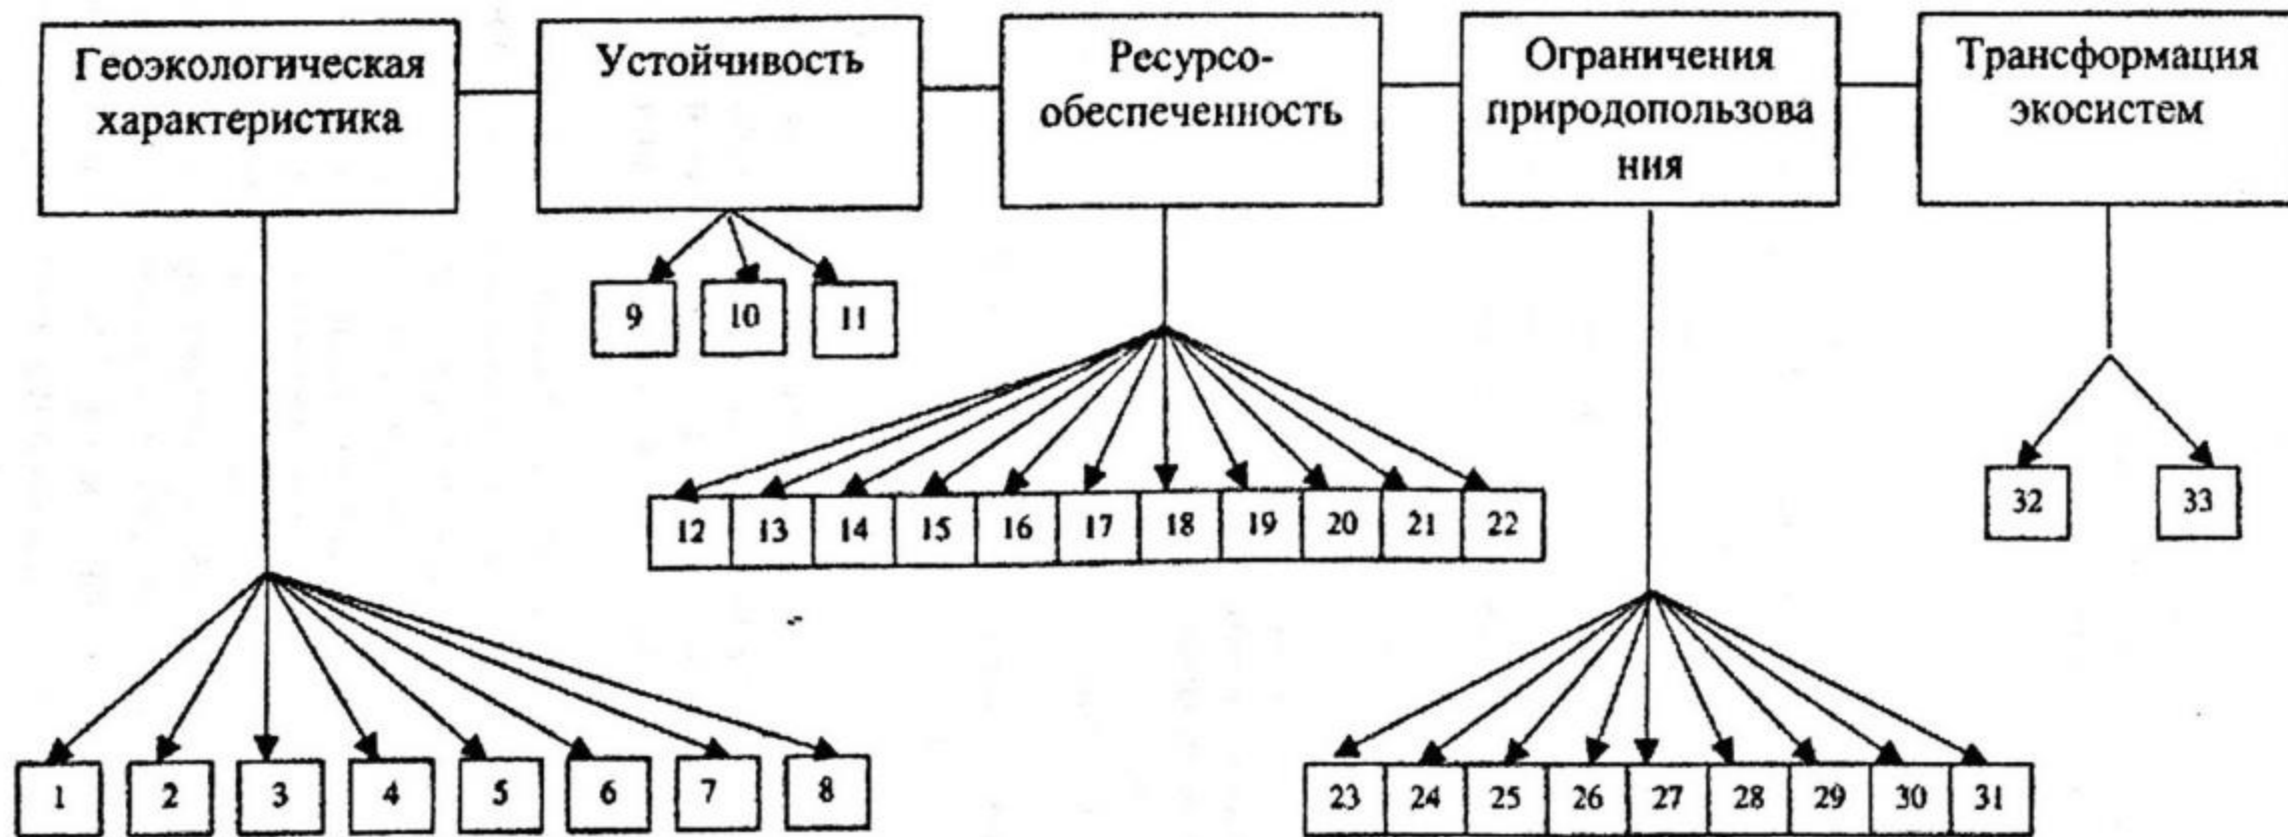 Геоэкологическая
характеристика
Устойчивость
Ресурсо-
обеспеченность
Ограничения
природопользова
ния
Трансформация
экосистем
9 10 11
12 13 14 15 16 17 18 19 20 21 22
32 33
1 2 3 4 5 6 7 8
23 24 25 26 27 28 29 30 31